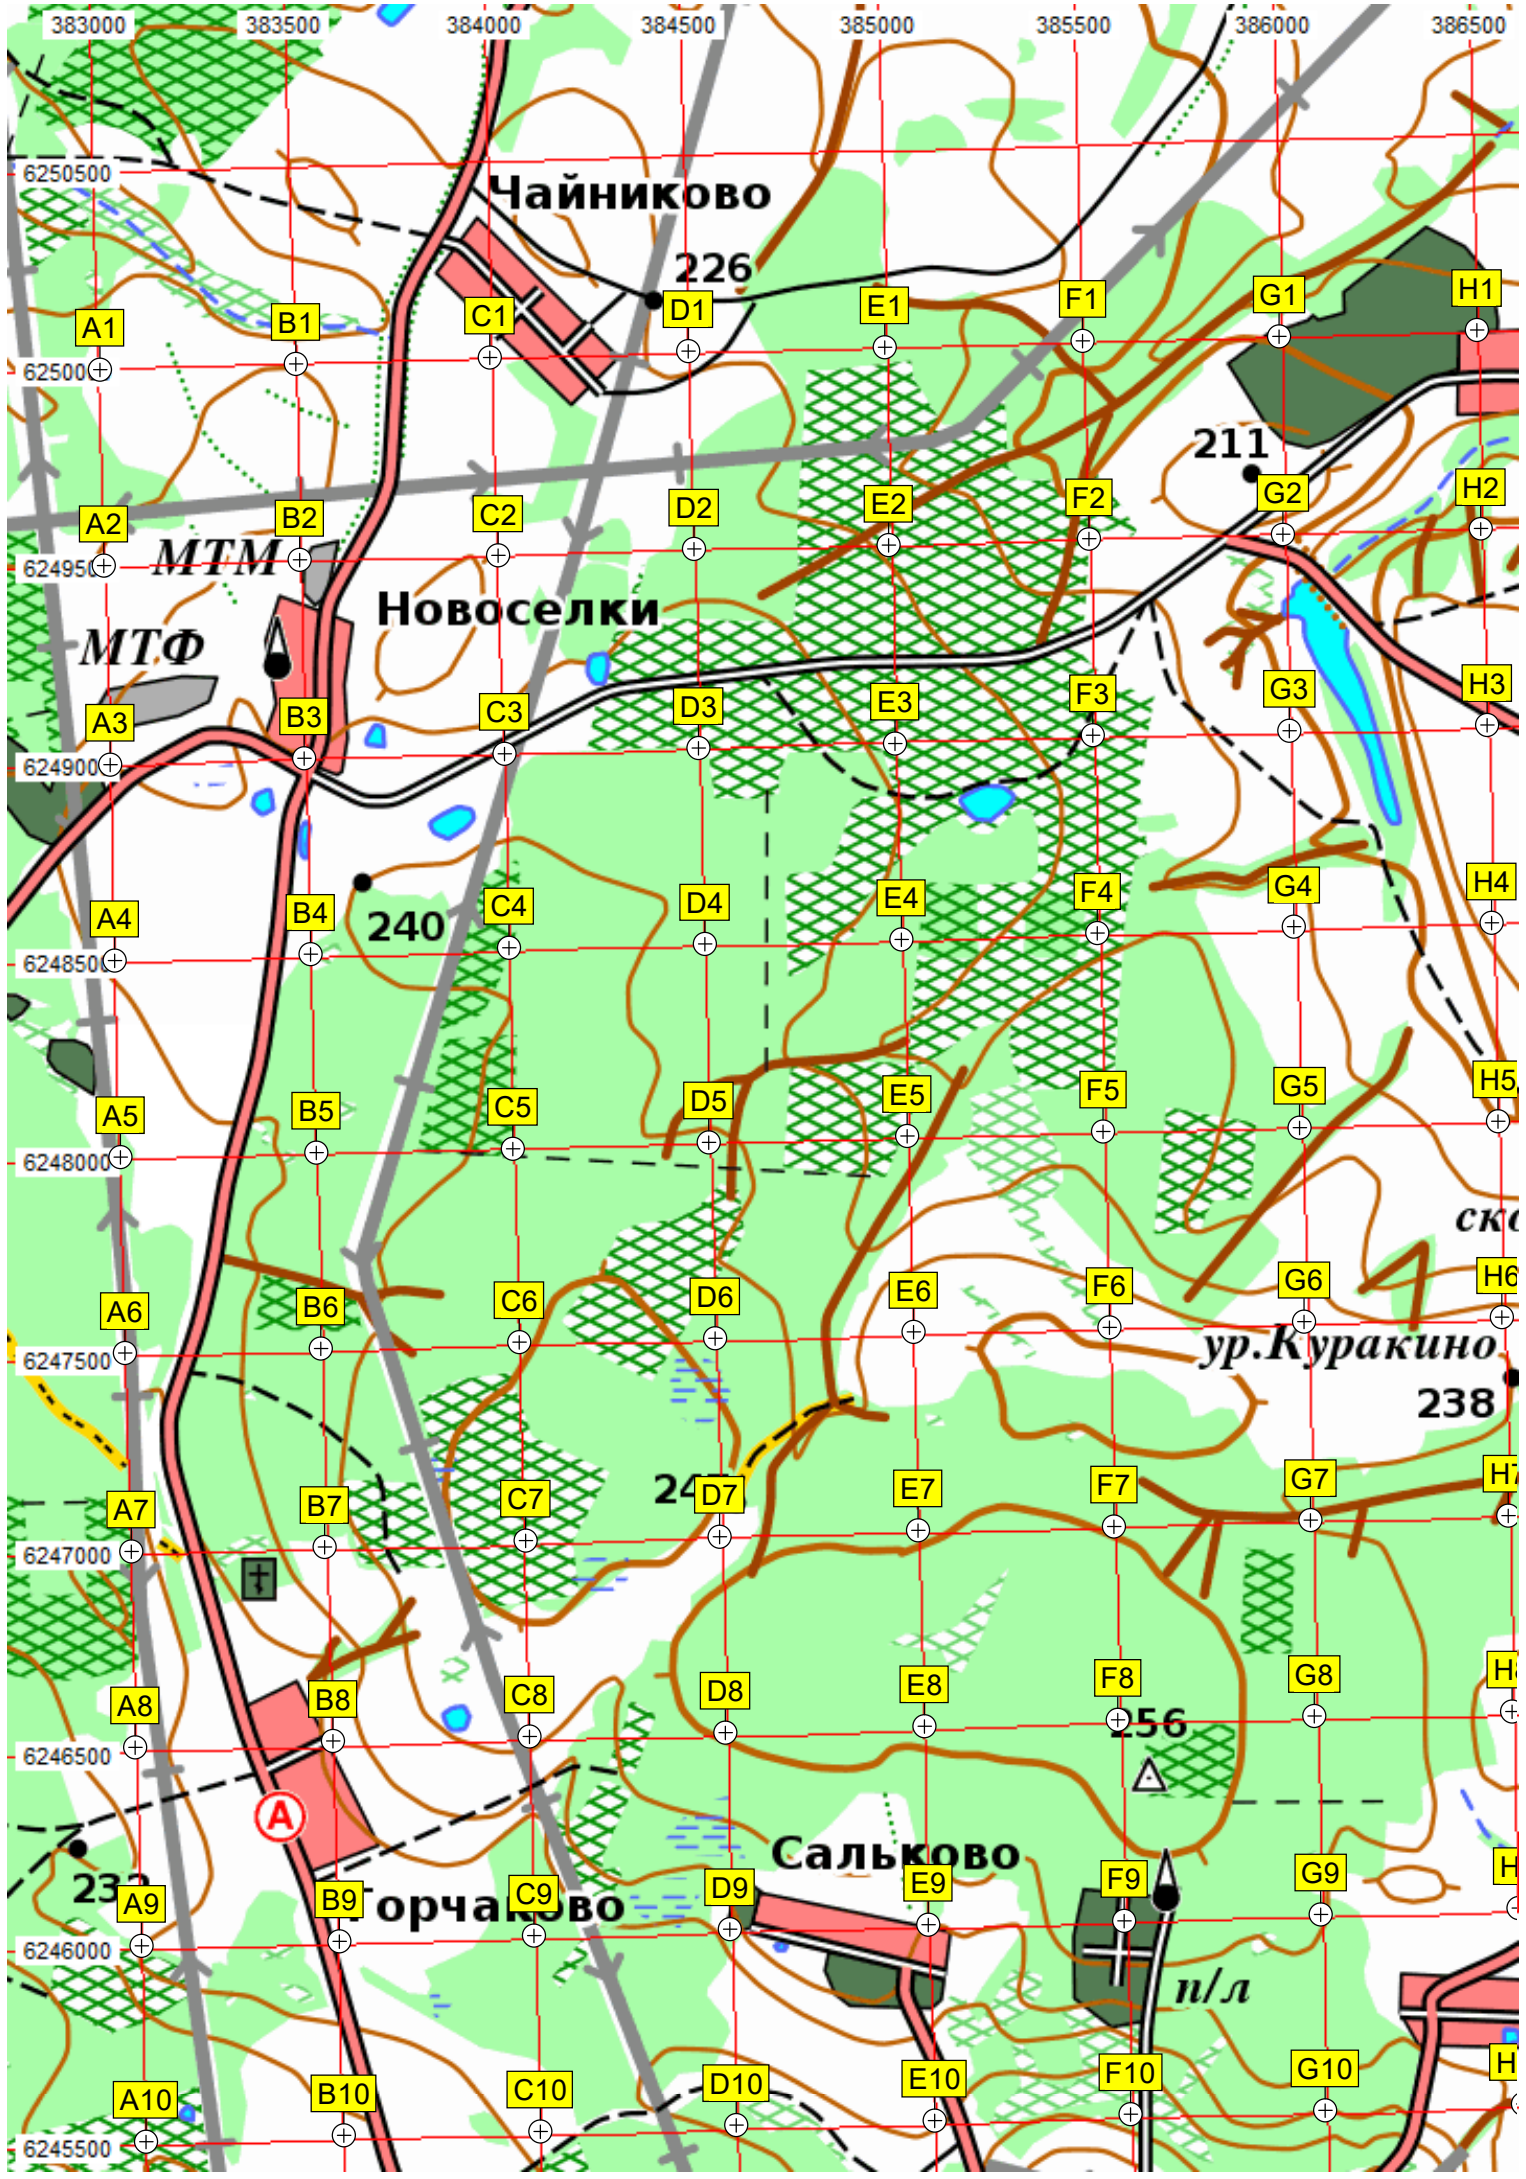 383000 383500 384000 384500 385000 385500 386000 386500
6250500
Чайниково
226
A1 B1 C1 D1 E1 F1 G1 H1
211
A2 B2 C2 D2 E2 F2 G2 H2
МТМ
Новоселки
МТФ
A3 B3 C3 D3 E3 F3 G3 H3
A4 B4 C4 D4 E4 F4 G4 H4
240
A5 B5 C5 D5 E5 F5 G5 H5
6248000
A6 B6 C6 D6 E6 F6 G6 H6
6247500
ур.Куракино
238
A7 B7 C7 D7 E7 F7 G7 H7
6247000
A8 B8 C8 D8 E8 F8 G8
256
6246500
A
Сальково
A9 B9 C9 D9 E9 F9 G9
Горчаково
6246000
п/л
A10 B10 C10 D10 E10 F10 G10
6245500